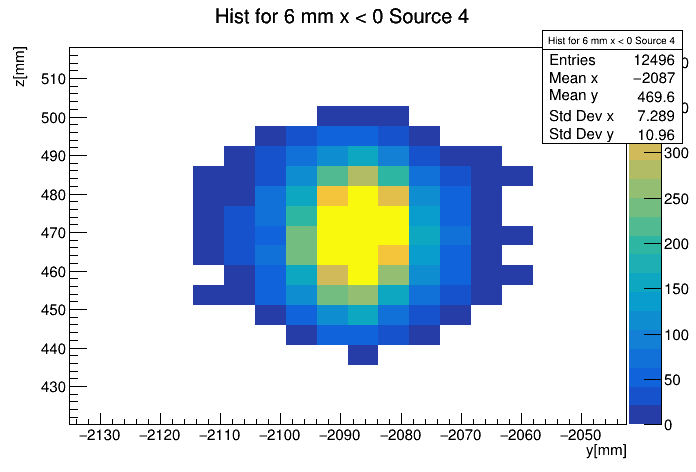 Hist for 6 mm x < 0 Source 4
z[mm]
Hist for 6 mm x < 0 Source 4
Entries 12496
Mean x −2087
Mean y 469.6
Std Dev x 7.289
Std Dev y 10.96
510
500
490
480
470
460
450
440
430
300
250
200
150
100
50
0
−2130 −2120 −2110 −2100 −2090 −2080 −2070 −2060 −2050
y[mm]